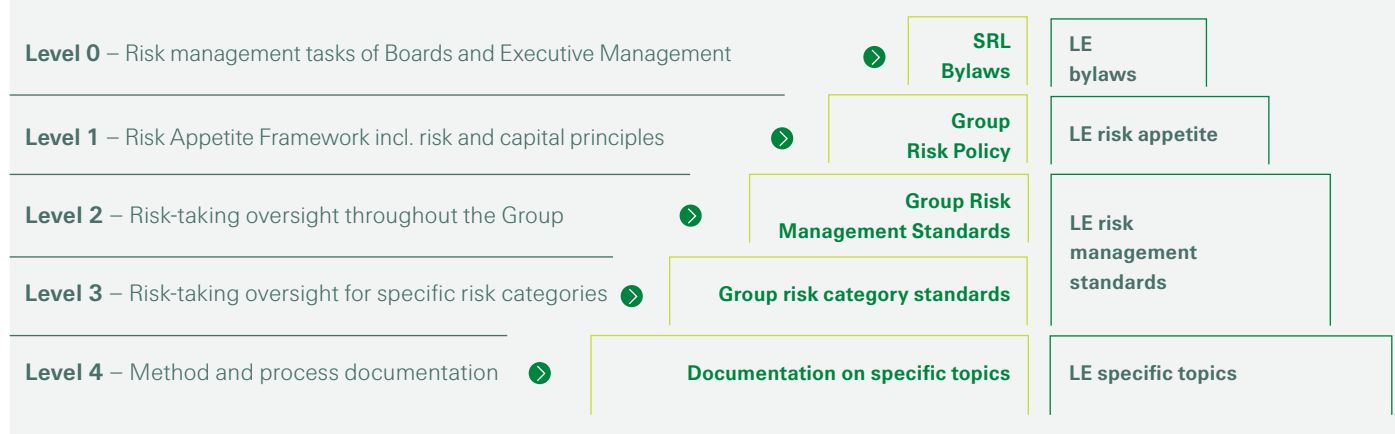 Level 0 – Risk management tasks of Boards and Executive Management
SRL
Bylaws
LE
bylaws
Level 1 – Risk Appetite Framework incl. risk and capital principles
Group
Risk Policy
LE risk appetite
Level 2 – Risk-taking oversight throughout the Group
Group Risk
Management Standards
LE risk
management
standards
Level 3 – Risk-taking oversight for specific risk categories
Group risk category standards
Level 4 – Method and process documentation
Documentation on specific topics
LE specific topics